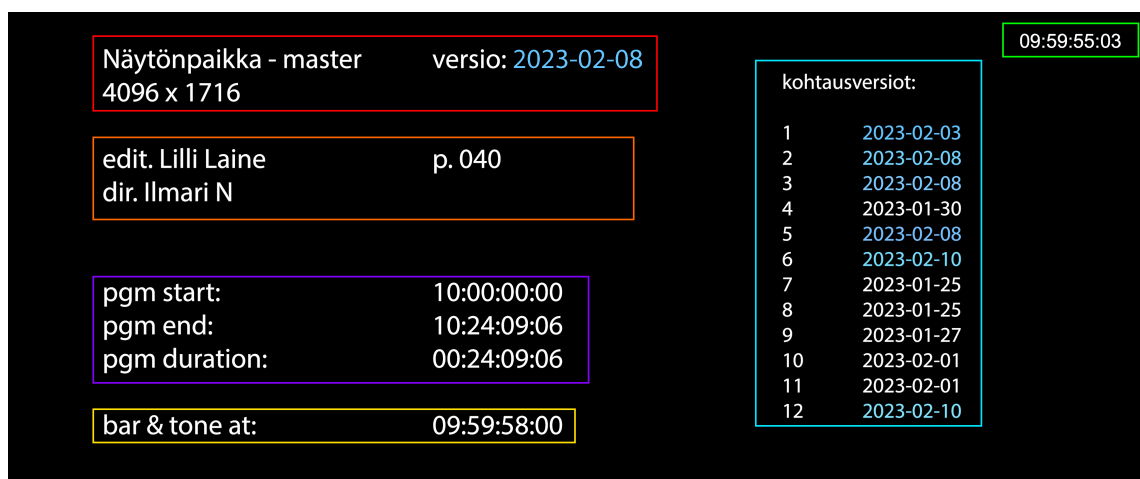 09:59:55:03
Näytönpaikka - master versio: 2023-02-08
4096 x 1716
edit. Lilli Laine p. 040
dir. Ilmari N
pgm start: 10:00:00:00
pgm end: 10:24:09:06
pgm duration: 00:24:09:06
bar & tone at: 09:59:58:00
kohtausversiot:
1 2023-02-03
2 2023-02-08
3 2023-02-08
4 2023-01-30
5 2023-02-08
6 2023-02-10
7 2023-01-25
8 2023-01-25
9 2023-01-27
10 2023-02-01
11 2023-02-01
12 2023-02-10